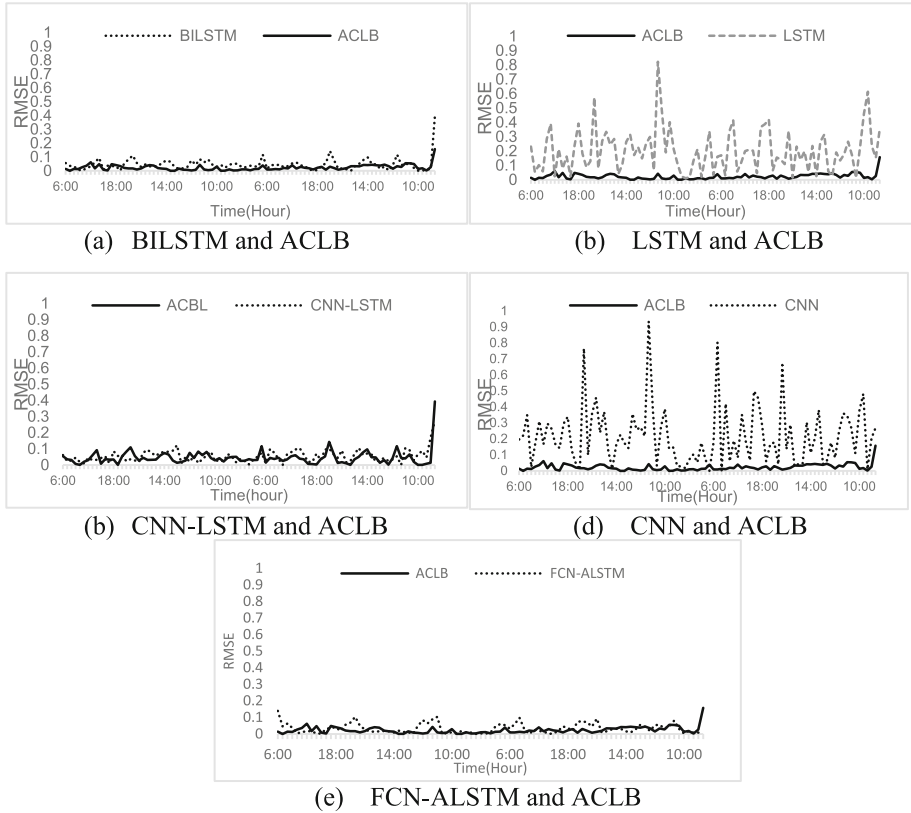 BILSTM ACLB
1
0.9
0.8
0.7
0.6
0.5
0.4
0.3
0.2
0.1
0
RMSE
6:00 18:00 14:00 10:00 6:00 18:00 14:00 10:00
Time(Hour)
(a) BILSTM and ACLB
ACLB LSTM
1
0.9
0.8
0.7
0.6
0.5
0.4
0.3
0.2
0.1
0
RMSE
6:00 18:00 14:00 10:00 6:00 18:00 14:00 10:00
Time(Hour)
(b) LSTM and ACLB
ACBL CNN-LSTM
1
0.9
0.8
0.7
0.6
0.5
0.4
0.3
0.2
0.1
0
RMSE
6:00 18:00 14:00 10:00 6:00 18:00 14:00 10:00
Time(Hour)
(b) CNN-LSTM and ACLB
ACLB CNN
1
0.9
0.8
0.7
0.6
0.5
0.4
0.3
0.2
0.1
0
RMSE
6:00 18:00 14:00 10:00 6:00 18:00 14:00 10:00
Time(Hour)
(d) CNN and ACLB
ACLB FCN-ALSTM
1
0.9
0.8
0.7
0.6
0.5
0.4
0.3
0.2
0.1
0
RMSE
6:00 18:00 14:00 10:00 6:00 18:00 14:00 10:00
Time(Hour)
(e) FCN-ALSTM and ACLB